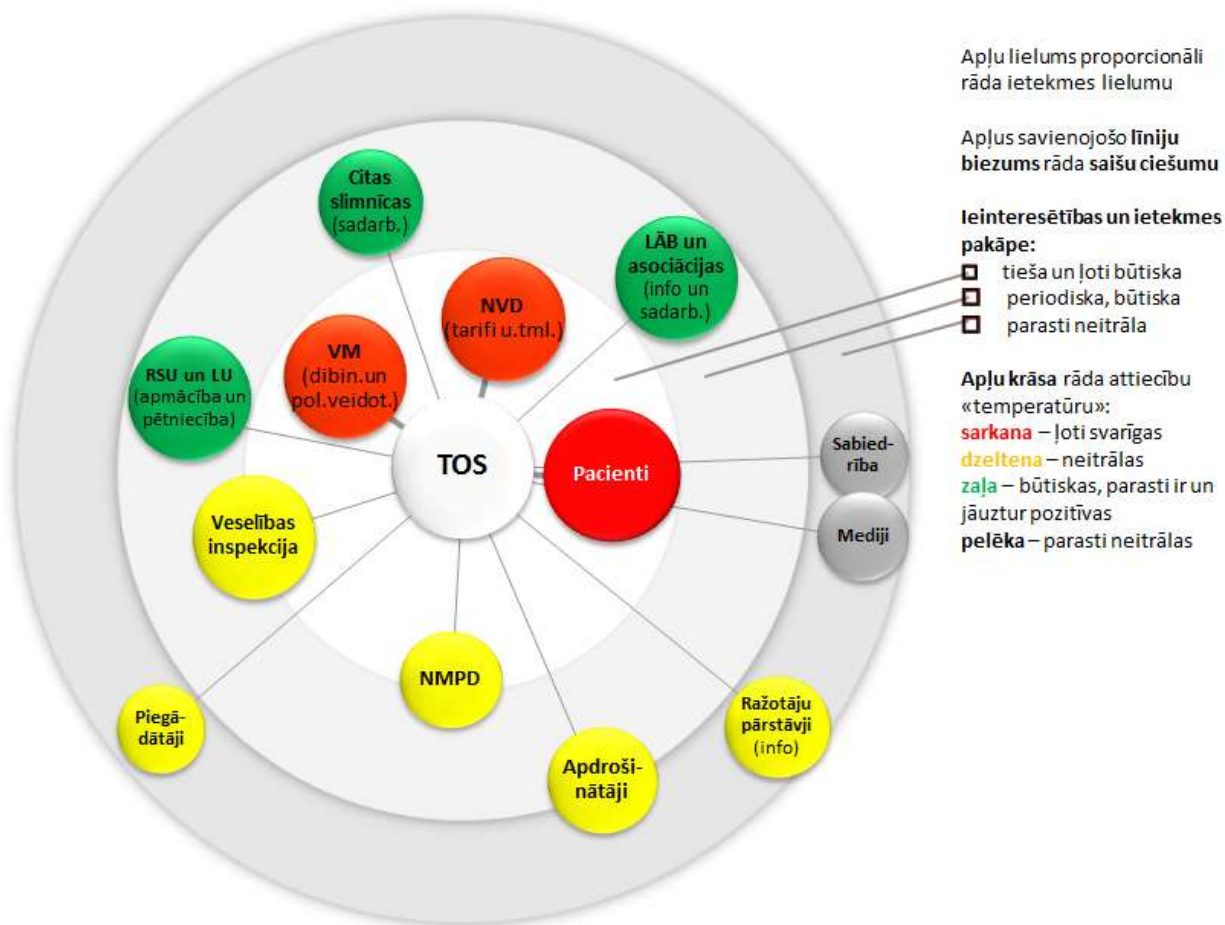 Citas
slimnīcas
(sadarb.)
LĀB un
asociācijas
(info un
sadarb.)
NVD
(tarifi u.tml.)
VM
(dibin.un
pol.veidot.)
RSU un LU
(apmācība un
pētniecība)
TOS
Pacienti
Sabied-
rība
Mediji
Veselības
inspekcija
NMPD
Piegā-
dātāji
Apdroši-
nātāji
Ražotāju
pārstāvji
(info)
Apļu lielums proporcionāli
rāda ietekmes lielumu
Apļus savienojošo līniju
biezums rāda saišu ciešumu
Ieinteresētības un ietekmes
pakāpe:
tieša un ļoti būtiska
periodiska, būtiska
parasti neitrāla
Apļu krāsa rāda attiecību
«temperatūru»:
sarkana – ļoti svarīgas
dzeltena – neitrālas
zaļa – būtiskas, parasti ir un
jāuztur pozitīvas
pelēka – parasti neitrālas